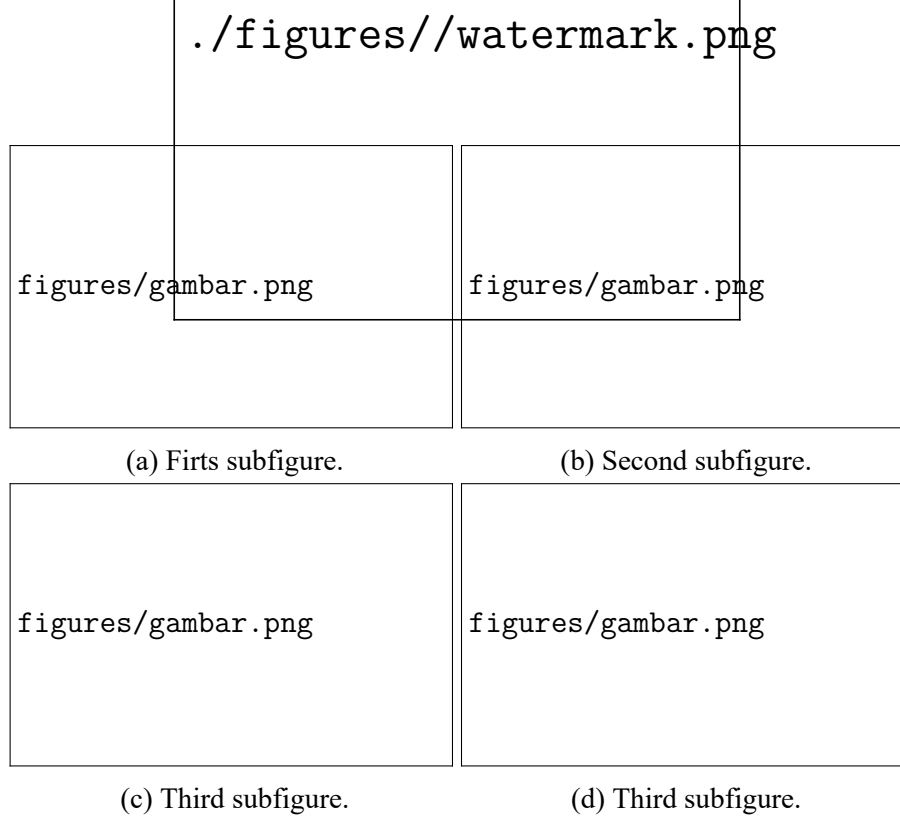 ./figures//watermark.png
figures/gambar.png
figures/gambar.png
(a) Firts subfigure.
(b) Second subfigure.
figures/gambar.png
figures/gambar.png
(c) Third subfigure.
(d) Third subfigure.